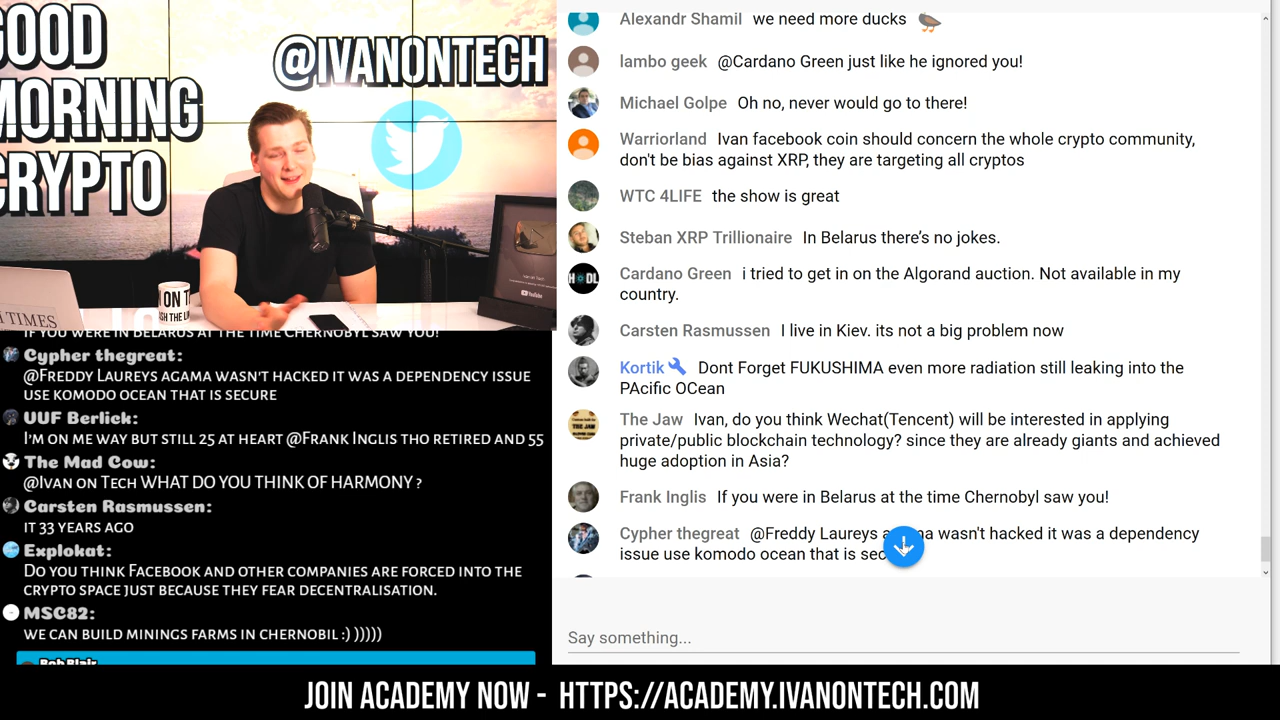 GOOD
MORNING
CRYPTO
@IVANONTECH
N ON T
TIMES
YouTube
IF YOU WERE IN BELARUS AT THE TIME CHERNOBYL SAW YOU!
Cypher thegreat:
@FREDDY LAUREYS AGAMA WASN'T HACKED IT WAS A DEPENDENCY ISSUE
USE KOMODO OCEAN THAT IS SECURE
UUF Berlick:
I'M ON ME WAY BUT STILL 25 AT HEART @FRANK INGLIS THO RETIRED AND 55
The Mad Cow:
@IVAN ON TECH WHAT DO YOU THINK OF HARMONY ?
Carsten Rasmussen:
IT 33 YEARS AGO
Explokat:
DO YOU THINK FACEBOOK AND OTHER COMPANIES ARE FORCED INTO THE
CRYPTO SPACE JUST BECAUSE THEY FEAR DECENTRALISATION.
MSC82:
WE CAN BUILD MININGS FARMS IN CHERNOBIL :) )))))
Bob Blair
Alexandr Shamil we need more ducks
lambo geek @Cardano Green just like he ignored you!
Michael Golpe Oh no, never would go to there!
Warriorland Ivan facebook coin should concern the whole crypto community,
don't be bias against XRP, they are targeting all cryptos
WTC 4LIFE the show is great
Steban XRP Trillionaire In Belarus there's no jokes.
HODL
Cardano Green i tried to get in on the Algorand auction. Not available in my
country.
Carsten Rasmussen I live in Kiev. its not a big problem now
Kortik Dont Forget FUKUSHIMA even more radiation still leaking into the
PAcific OCean
The Jaw Ivan, do you think Wechat(Tencent) will be interested in applying
private/public blockchain technology? since they are already giants and achieved
huge adoption in Asia?
Frank Inglis If you were in Belarus at the time Chernobyl saw you!
Cypher thegreat @Freddy Laureys agama wasn't hacked it was a dependency
issue use komodo ocean that is sec
Say something...
JOIN ACADEMY NOW - HTTPS://ACADEMY.IVANONTECH.COM